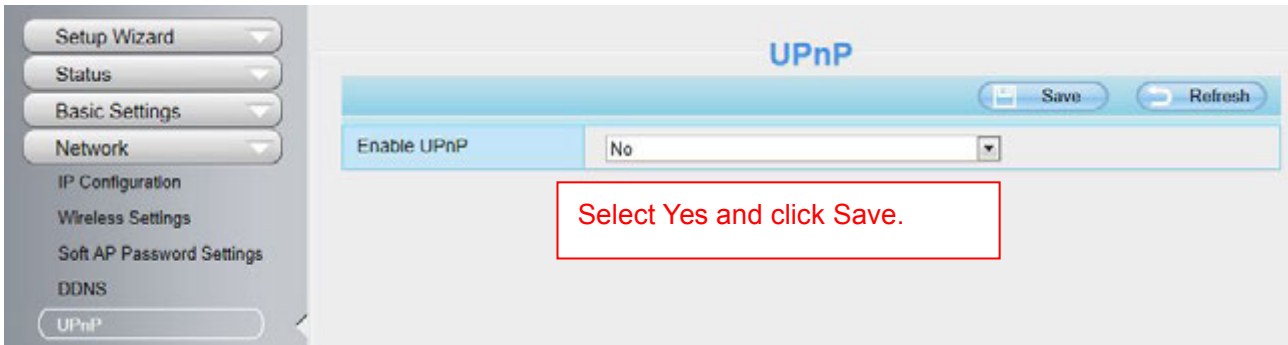 Setup Wizard
Status
Basic Settings
Network
IP Configuration
Wireless Settings
Soft AP Password Settings
DDNS
UPnP
UPnP
Save Refresh
Enable UPnP No
Select Yes and click Save.